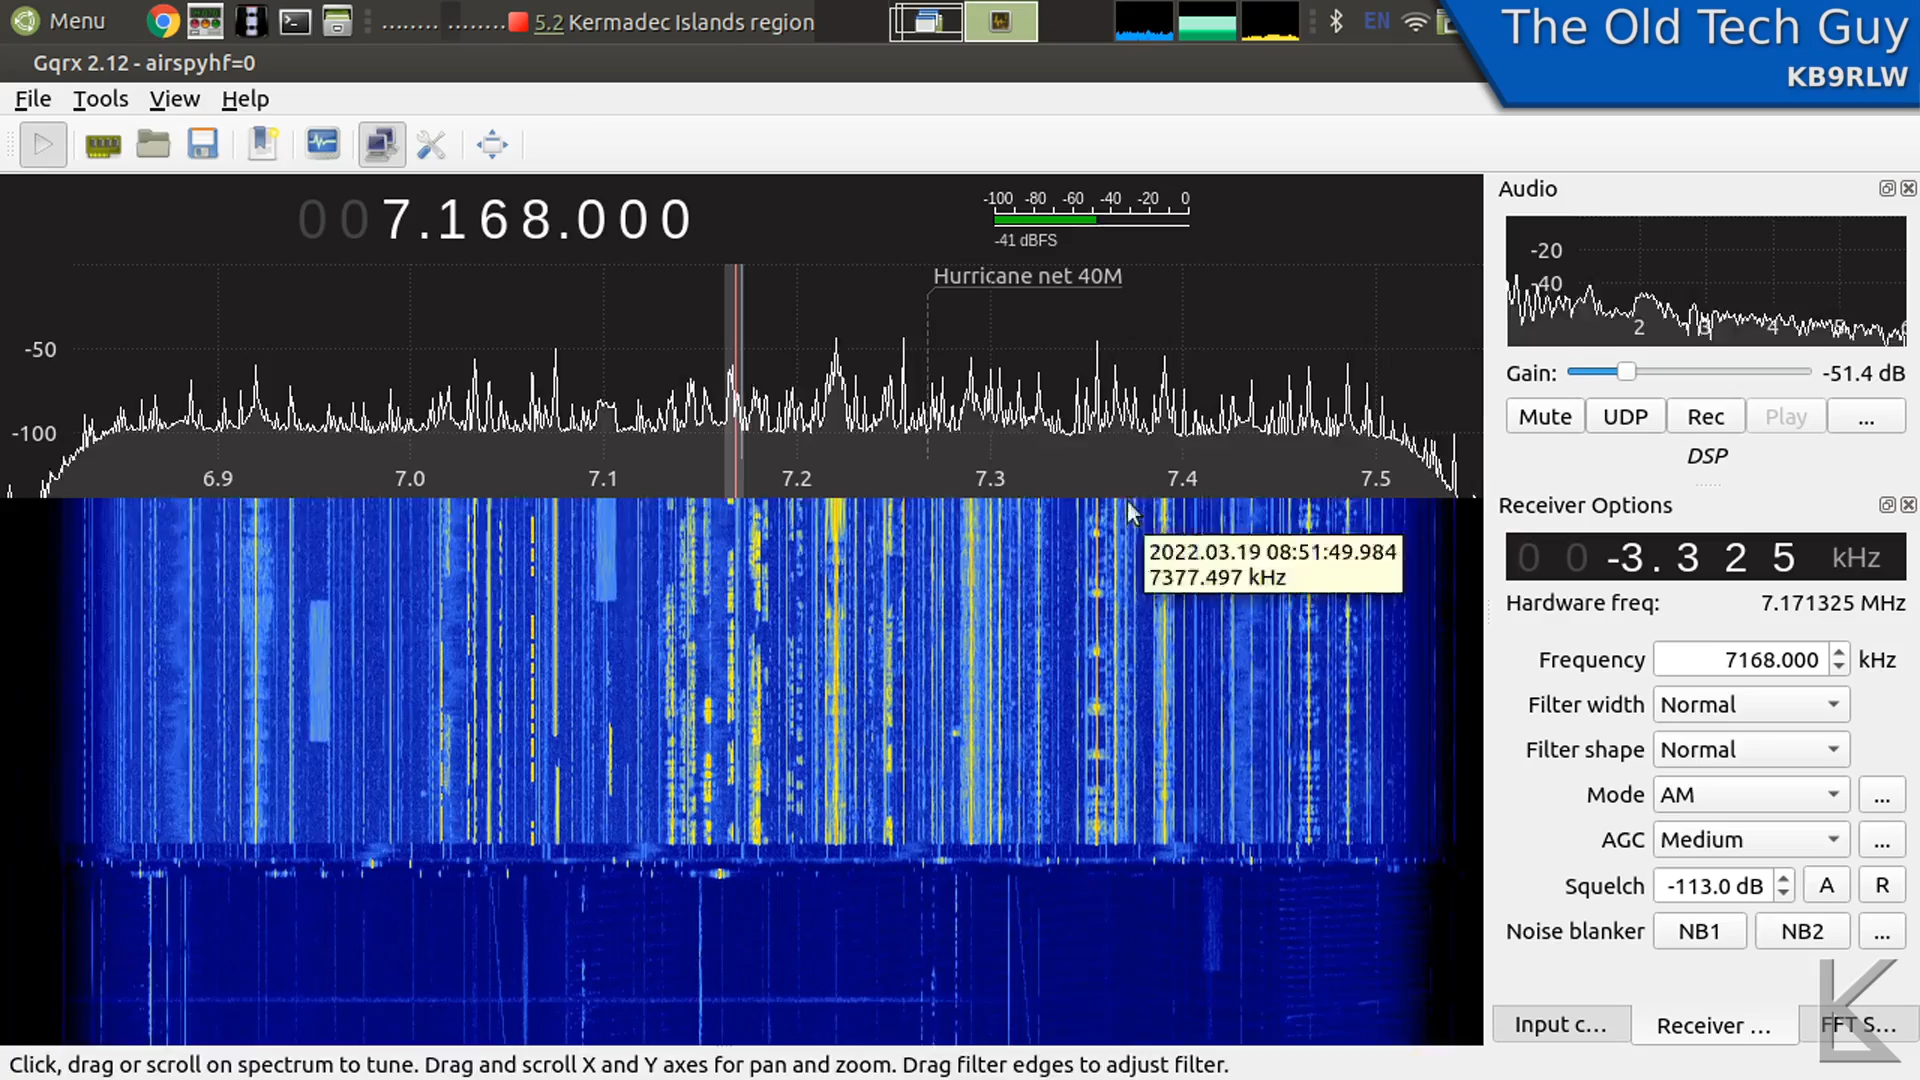 Menu
5.2 Kermadec Islands region
EN
The Old Tech Guy
KB9RLW
Gqrx 2.12 - airspyhf=0
File Tools View Help
007.168.000
-100 -80 -60 -40 -20 0
-41 dBFS
Hurricane net 40M
-50
-100
6.9 7.0 7.1 7.2 7.3 7.4 7.5
2022.03.19 08:51:49.984
7377.497 kHz
Audio
-20
-40
2 3 4 5 6
Gain: -51.4 dB
Mute UDP Rec Play ...
DSP
Receiver Options
00-3.325 kHz
Hardware freq: 7.171325 MHz
Frequency 7168.000 kHz
Filter width Normal
Filter shape Normal
Mode AM ...
AGC Medium ...
Squelch -113.0 dB A R
Noise blanker NB1 NB2 ...
Input c... Receiver ... FFT S...
Click, drag or scroll on spectrum to tune. Drag and scroll X and Y axes for pan and zoom. Drag filter edges to adjust filter.